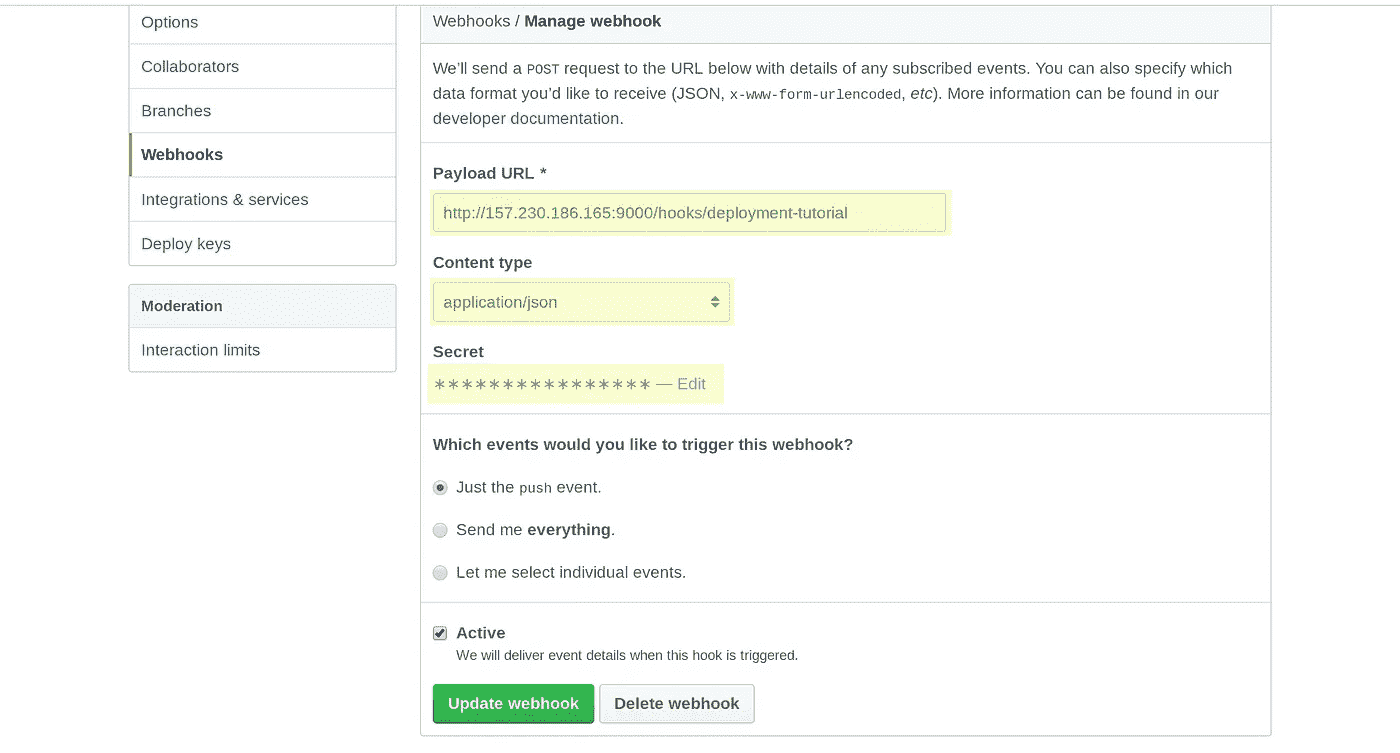 Options
Collaborators
Branches
Webhooks
Integrations & services
Deploy keys
Moderation
Interaction limits
Webhooks / Manage webhook
We'll send a POST request to the URL below with details of any subscribed events. You can also specify which
data format you'd like to receive (JSON, x-www-form-urlencoded, etc). More information can be found in our
developer documentation.
Payload URL *
http://157.230.186.165:9000/hooks/deployment-tutorial
Content type
application/json
Secret
**************** — Edit
Which events would you like to trigger this webhook?
Just the push event.
Send me everything.
Let me select individual events.
Active
We will deliver event details when this hook is triggered.
Update webhook
Delete webhook